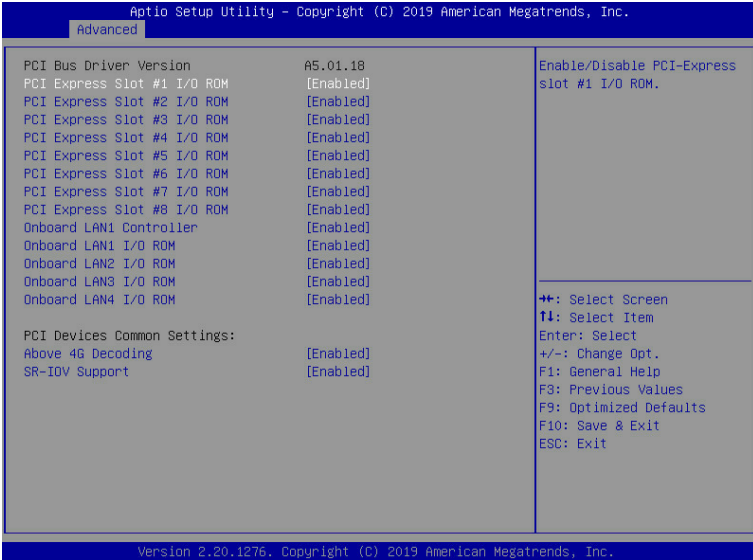 Aptio Setup Utility – Copyright (C) 2019 American Megatrends, Inc.
Advanced
PCI Bus Driver Version A5.01.18
PCI Express Slot #1 I/O ROM [Enabled]
PCI Express Slot #2 I/O ROM [Enabled]
PCI Express Slot #3 I/O ROM [Enabled]
PCI Express Slot #4 I/O ROM [Enabled]
PCI Express Slot #5 I/O ROM [Enabled]
PCI Express Slot #6 I/O ROM [Enabled]
PCI Express Slot #7 I/O ROM [Enabled]
PCI Express Slot #8 I/O ROM [Enabled]
Onboard LAN1 Controller [Enabled]
Onboard LAN1 I/O ROM [Enabled]
Onboard LAN2 I/O ROM [Enabled]
Onboard LAN3 I/O ROM [Enabled]
Onboard LAN4 I/O ROM [Enabled]
PCI Devices Common Settings:
Above 4G Decoding [Enabled]
SR-IOV Support [Enabled]
Enable/Disable PCI-Express
slot #1 I/O ROM.
→←: Select Screen
↑↓: Select Item
Enter: Select
+/-: Change Opt.
F1: General Help
F3: Previous Values
F9: Optimized Defaults
F10: Save & Exit
ESC: Exit
Version 2.20.1276. Copyright (C) 2019 American Megatrends, Inc.